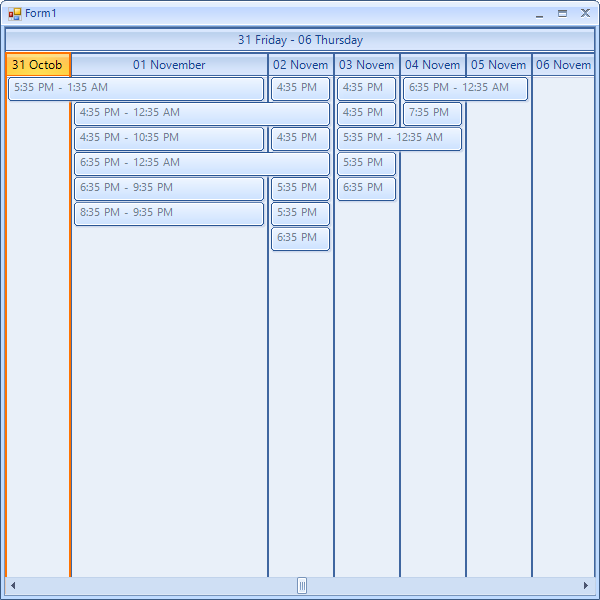 Form1
31 Friday - 06 Thursday
31 Octob 01 November 02 Novem 03 Novem 04 Novem 05 Novem 06 Novem
5:35 PM - 1:35 AM 4:35 PM 4:35 PM 6:35 PM - 12:35 AM
4:35 PM - 12:35 AM 4:35 PM 7:35 PM
4:35 PM - 10:35 PM 4:35 PM 5:35 PM - 12:35 AM
6:35 PM - 12:35 AM 5:35 PM
6:35 PM - 9:35 PM 5:35 PM 6:35 PM
8:35 PM - 9:35 PM 5:35 PM
6:35 PM